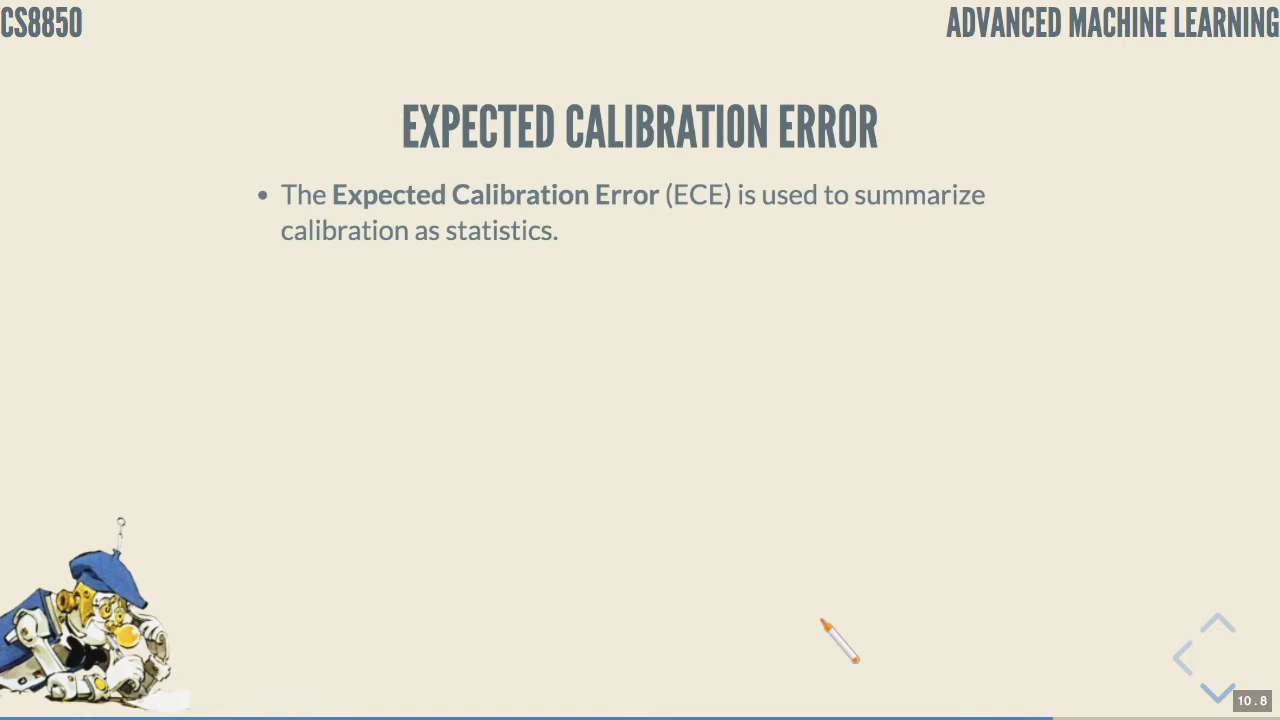 CS8850
ADVANCED MACHINE LEARNING
EXPECTED CALIBRATION ERROR
• The Expected Calibration Error (ECE) is used to summarize
calibration as statistics.
10.8